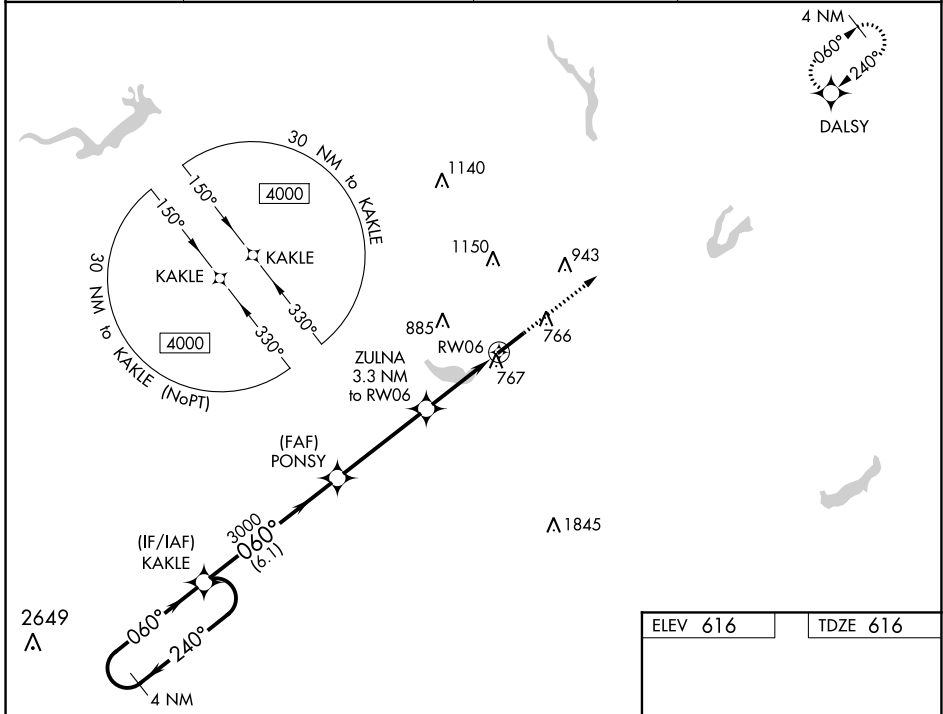 4 NM
060°
240°
DALSY
30 NM to KAKLE
150°
4000
KAKLE
330°
1140
1150
943
30 NM to KAKLE (NoPT)
150°
KAKLE
4000
330°
885
RW06
766
767
ZULNA
3.3 NM
to RW06
(FAF)
PONSY
3000
060°
(6.1)
1845
(IF/IAF)
KAKLE
2649
060°
240°
4 NM
ELEV 616
TDZE 616